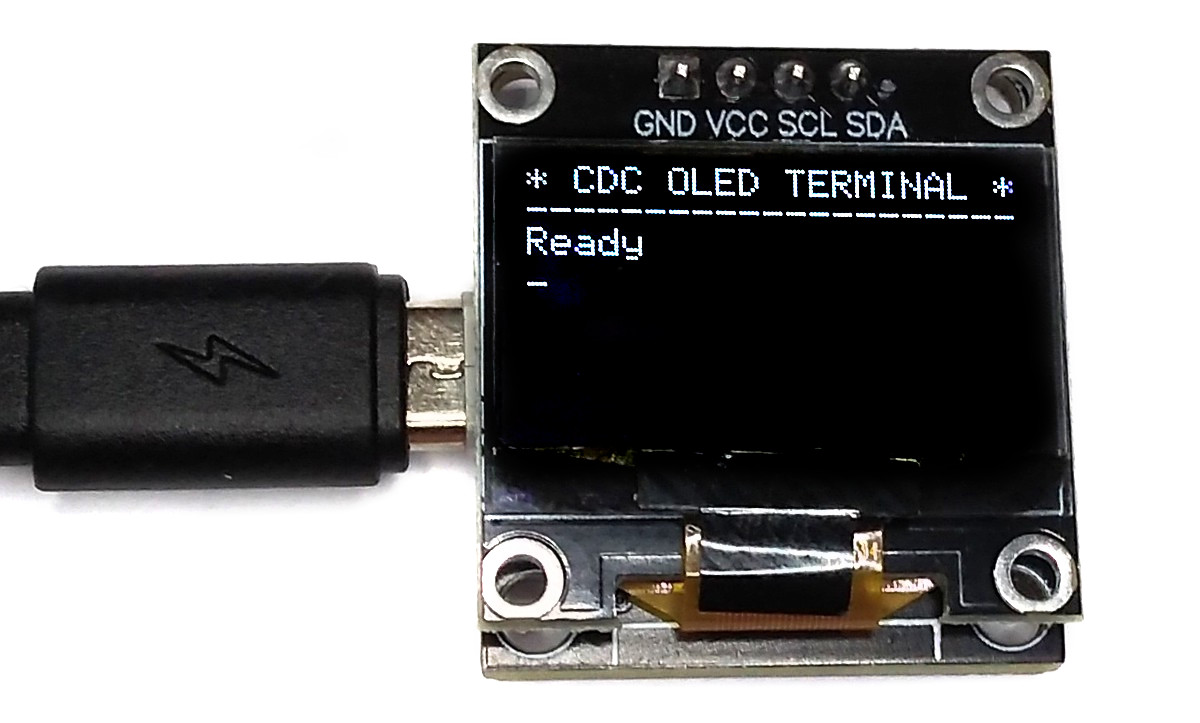 GND VCC SCL SDA
* CDC OLED TERMINAL *
---------------------
Ready
_